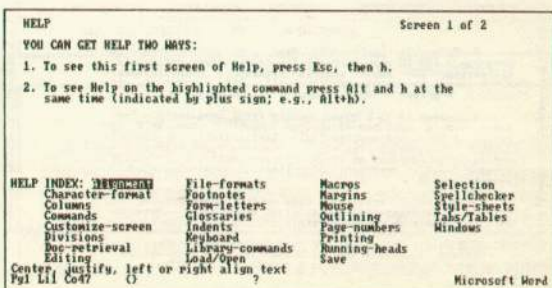 HELP Screen 1 of 2
YOU CAN GET HELP TWO WAYS:
1. To see this first screen of Help, press Esc, then h.
2. To see Help on the highlighted command press Alt and h at the
same time (indicated by plus sign; e.g., Alt+h).
HELP INDEX: Alignment File-formats Macros Selection
Character-format Footnotes Margins Spellchecker
Columns Form-letters Mouse Style-sheets
Commands Glossaries Outlining Tabs/Tables
Customize-screen Indents Page-numbers Windows
Divisions Keyboard Printing
Doc-retrieval Library-commands Running-heads
Editing Load/Open Save
Center, justify, left or right align text
Pg1 Li1 Co47 {} ? Microsoft Word